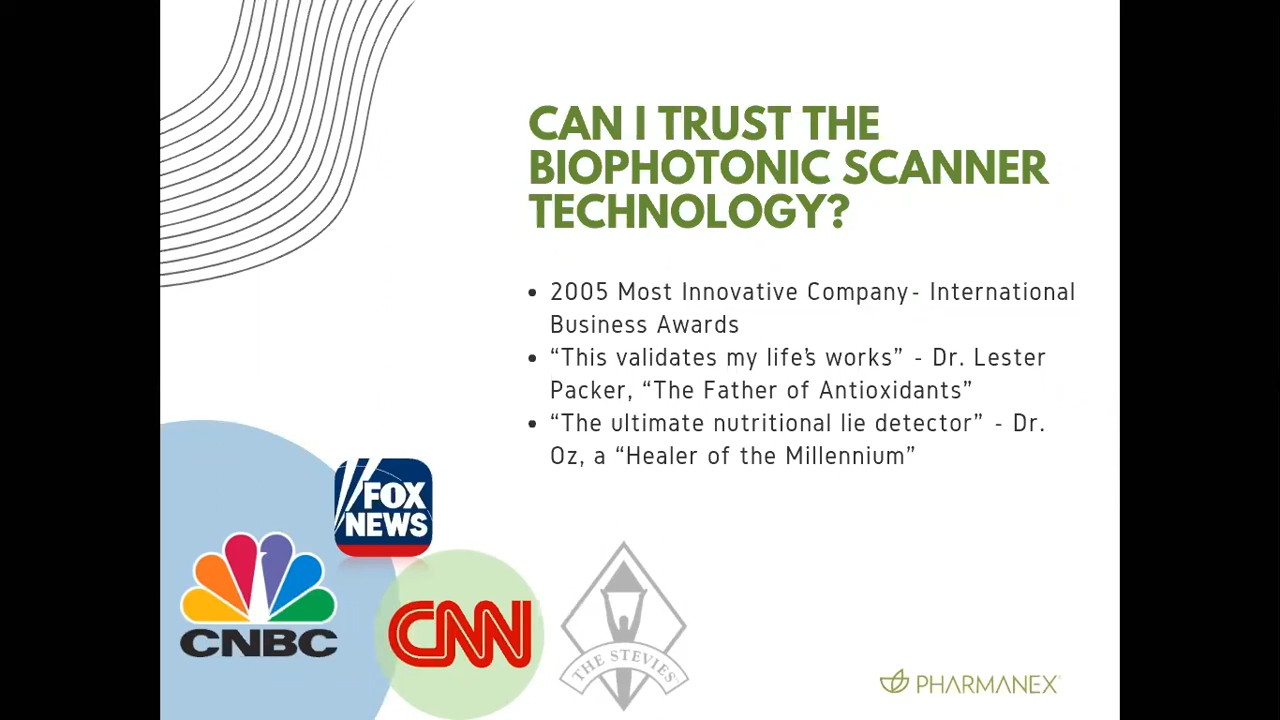 CAN I TRUST THE
BIOPHOTONIC SCANNER
TECHNOLOGY?
• 2005 Most Innovative Company- International
Business Awards
• “This validates my life’s works” - Dr. Lester
Packer, “The Father of Antioxidants”
• “The ultimate nutritional lie detector” - Dr.
Oz, a “Healer of the Millennium”
FOX
NEWS
CNBC
CNN
THE STEVIES™
PHARMANEX®